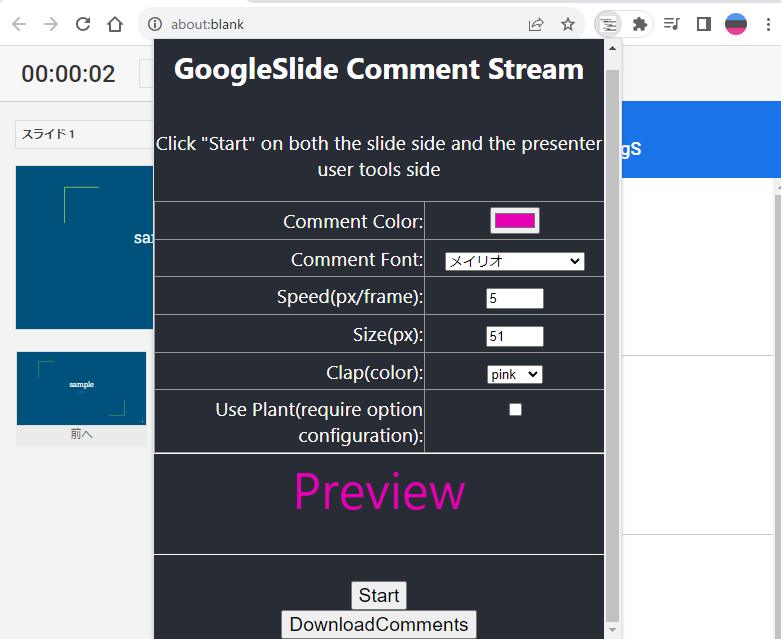 about:blank
00:00:02
GoogleSlide Comment Stream
スライド 1
Click "Start" on both the slide side and the presenter
user tools side
gS
Comment Color:
Comment Font: メイリオ
Speed(px/frame): 5
Size(px): 51
Clap(color): pink
Use Plant(require option
configuration):
sa
sample
前へ
Preview
Start
DownloadComments